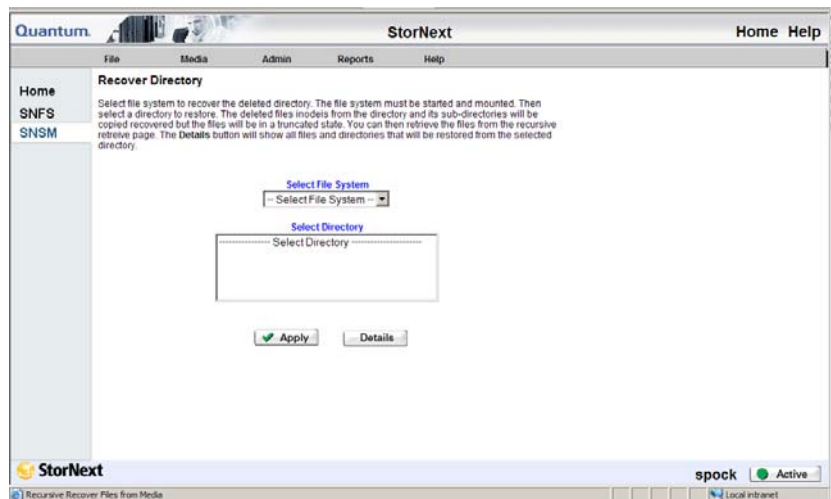 Quantum. StorNext Home Help
File Media Admin Reports Help
Home
SNFS
SNSM
Recover Directory
Select file system to recover the deleted directory. The file system must be started and mounted. Then
select a directory to restore. The deleted files inodeis from the directory and its sub-directories will be
copied recovered but the files will be in a truncated state. You can then retrieve the files from the recursive
retreive page. The Details button will show all files and directories that will be restored from the selected
directory.
Select File System
-- Select File System --
Select Directory
---------------- Select Directory ----------------------
Apply Details
StorNext spock Active
Recursive Recover Files from Media Local intranet